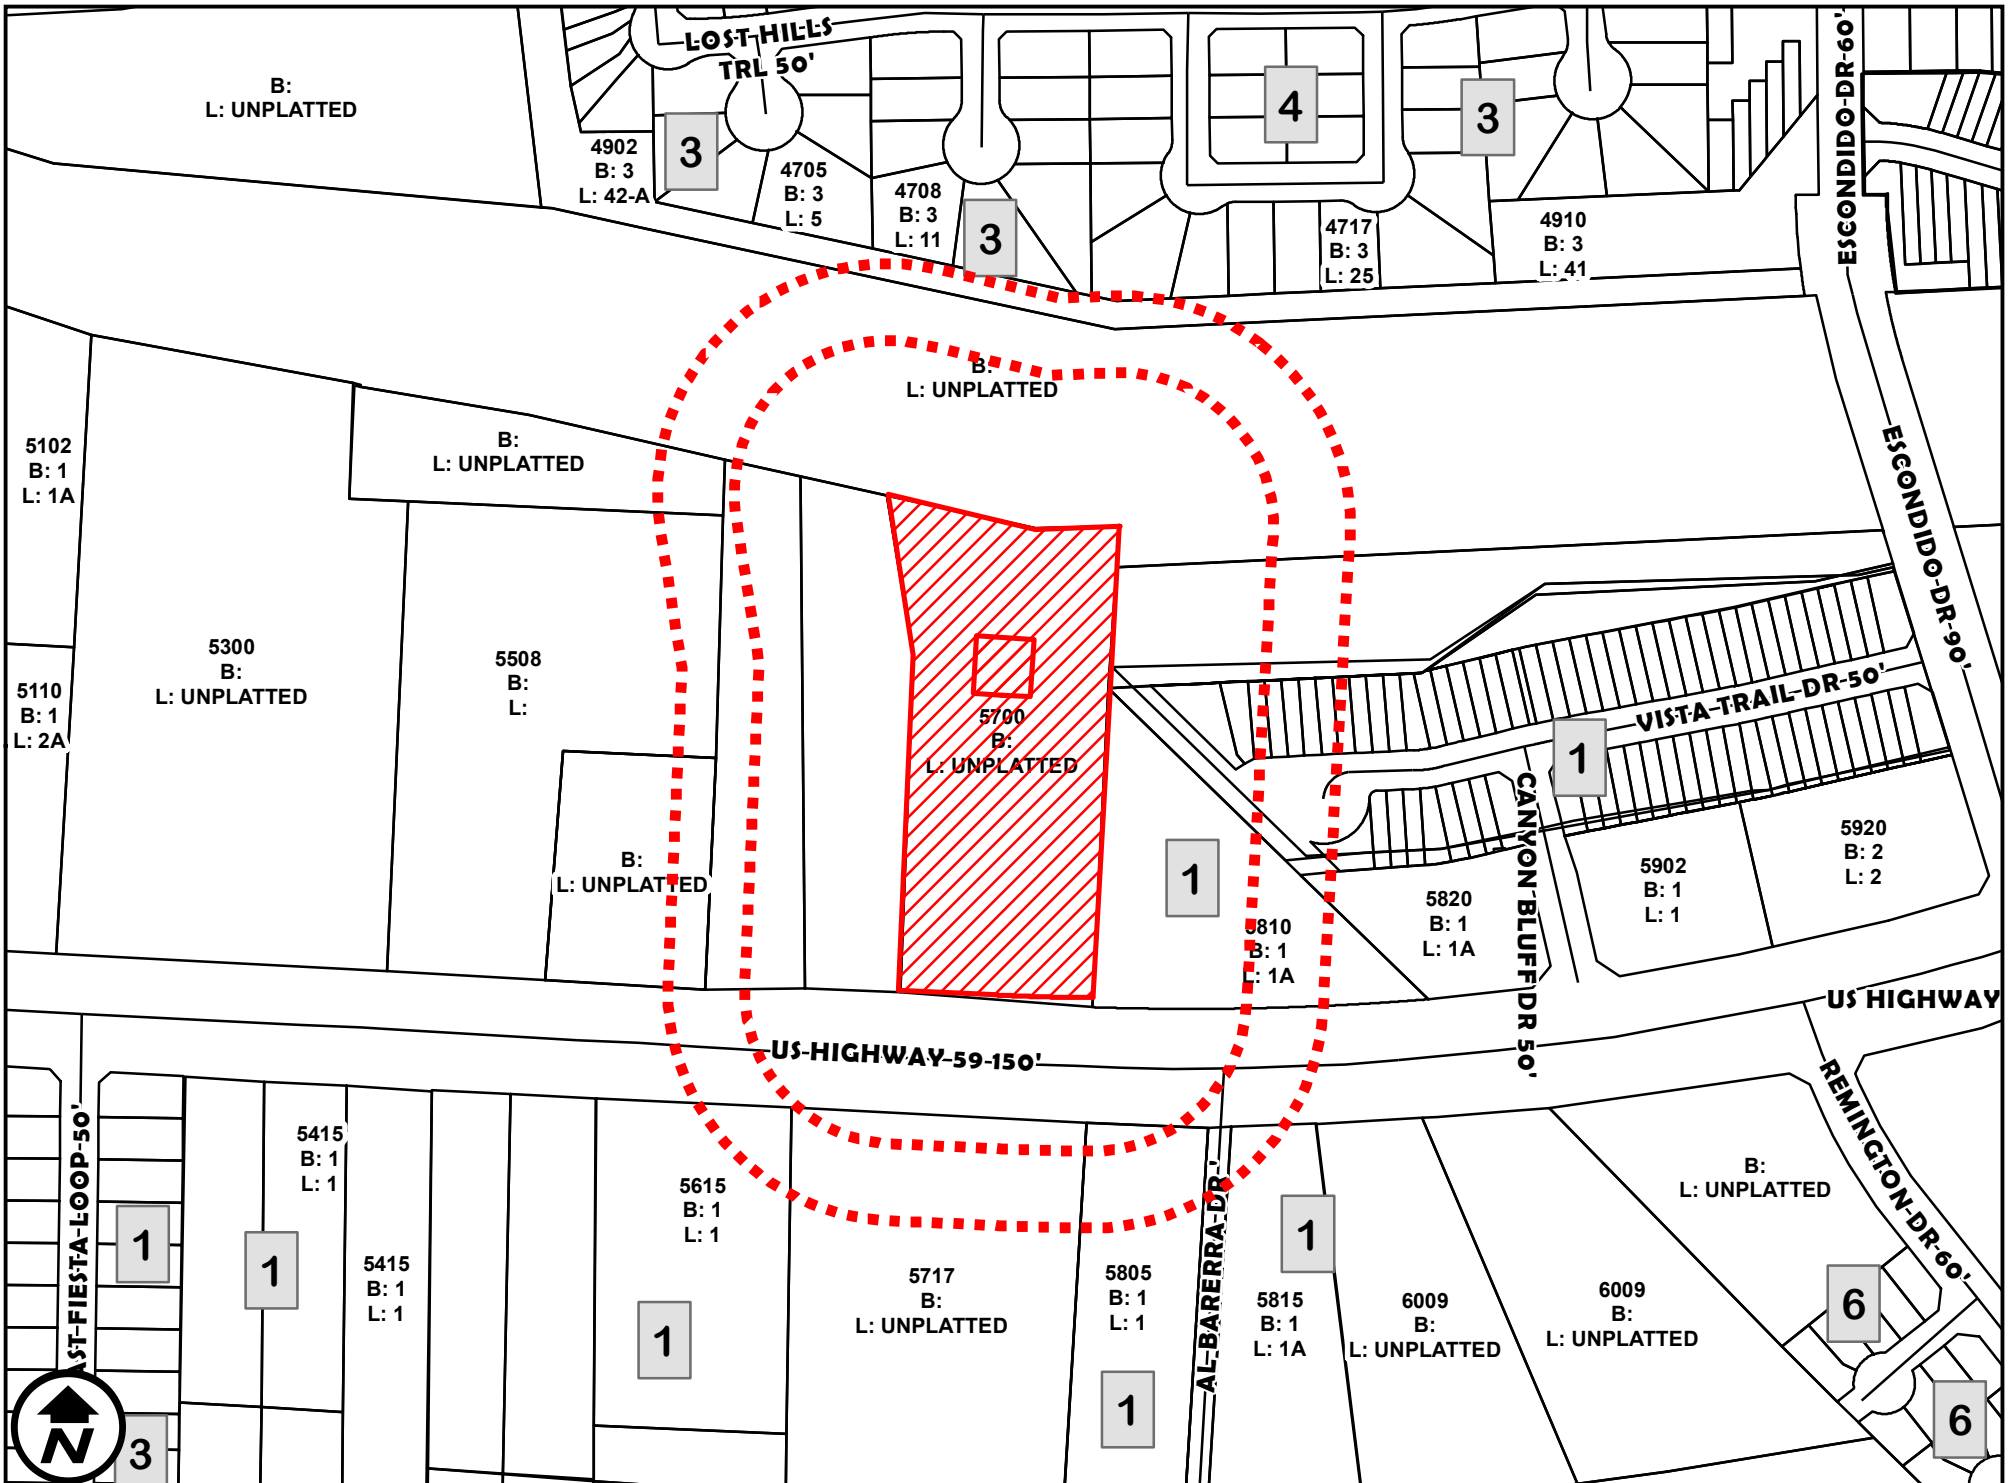 LOST HILLS
TRL 50'
ESCONDIDO-DR-60'
B:
L: UNPLATTED
4
3
3
4902
B: 3
L: 42-A
4705
B: 3
L: 5
4708
B: 3
L: 11
3
4717
B: 3
L: 25
4910
B: 3
L: 41
B:
L: UNPLATTED
5102
B: 1
L: 1A
B:
L: UNPLATTED
ESCONDIDO-DR-90'
5300
B:
L: UNPLATTED
5508
B:
L:
5110
B: 1
L: 2A
5700
B:
L: UNPLATTED
VISTA-TRAIL-DR-50'
1
CANYON BLUFF DR 50'
B:
L: UNPLATTED
1
5810
B: 1
L: 1A
5820
B: 1
L: 1A
5902
B: 1
L: 1
5920
B: 2
L: 2
US HIGHWAY
US-HIGHWAY-59-150'
REMINGTON-DR-60'
AST-FIESTA-LOOP-50'
5415
B: 1
L: 1
5615
B: 1
L: 1
AL-BARERRA-DR-'
B:
L: UNPLATTED
1
1
5415
B: 1
L: 1
1
5717
B:
L: UNPLATTED
5805
B: 1
L: 1
1
5815
B: 1
L: 1A
1
6009
B:
L: UNPLATTED
6009
B:
L: UNPLATTED
6
6
3
N